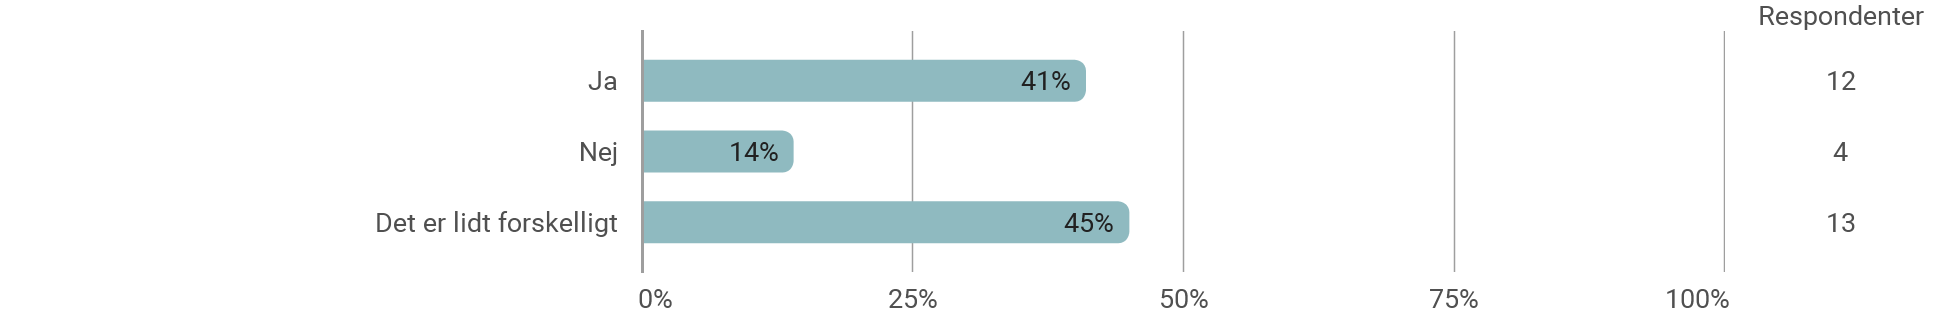 Respondenter
Ja 41% 12
Nej 14% 4
Det er lidt forskelligt 45% 13
0% 25% 50% 75% 100%